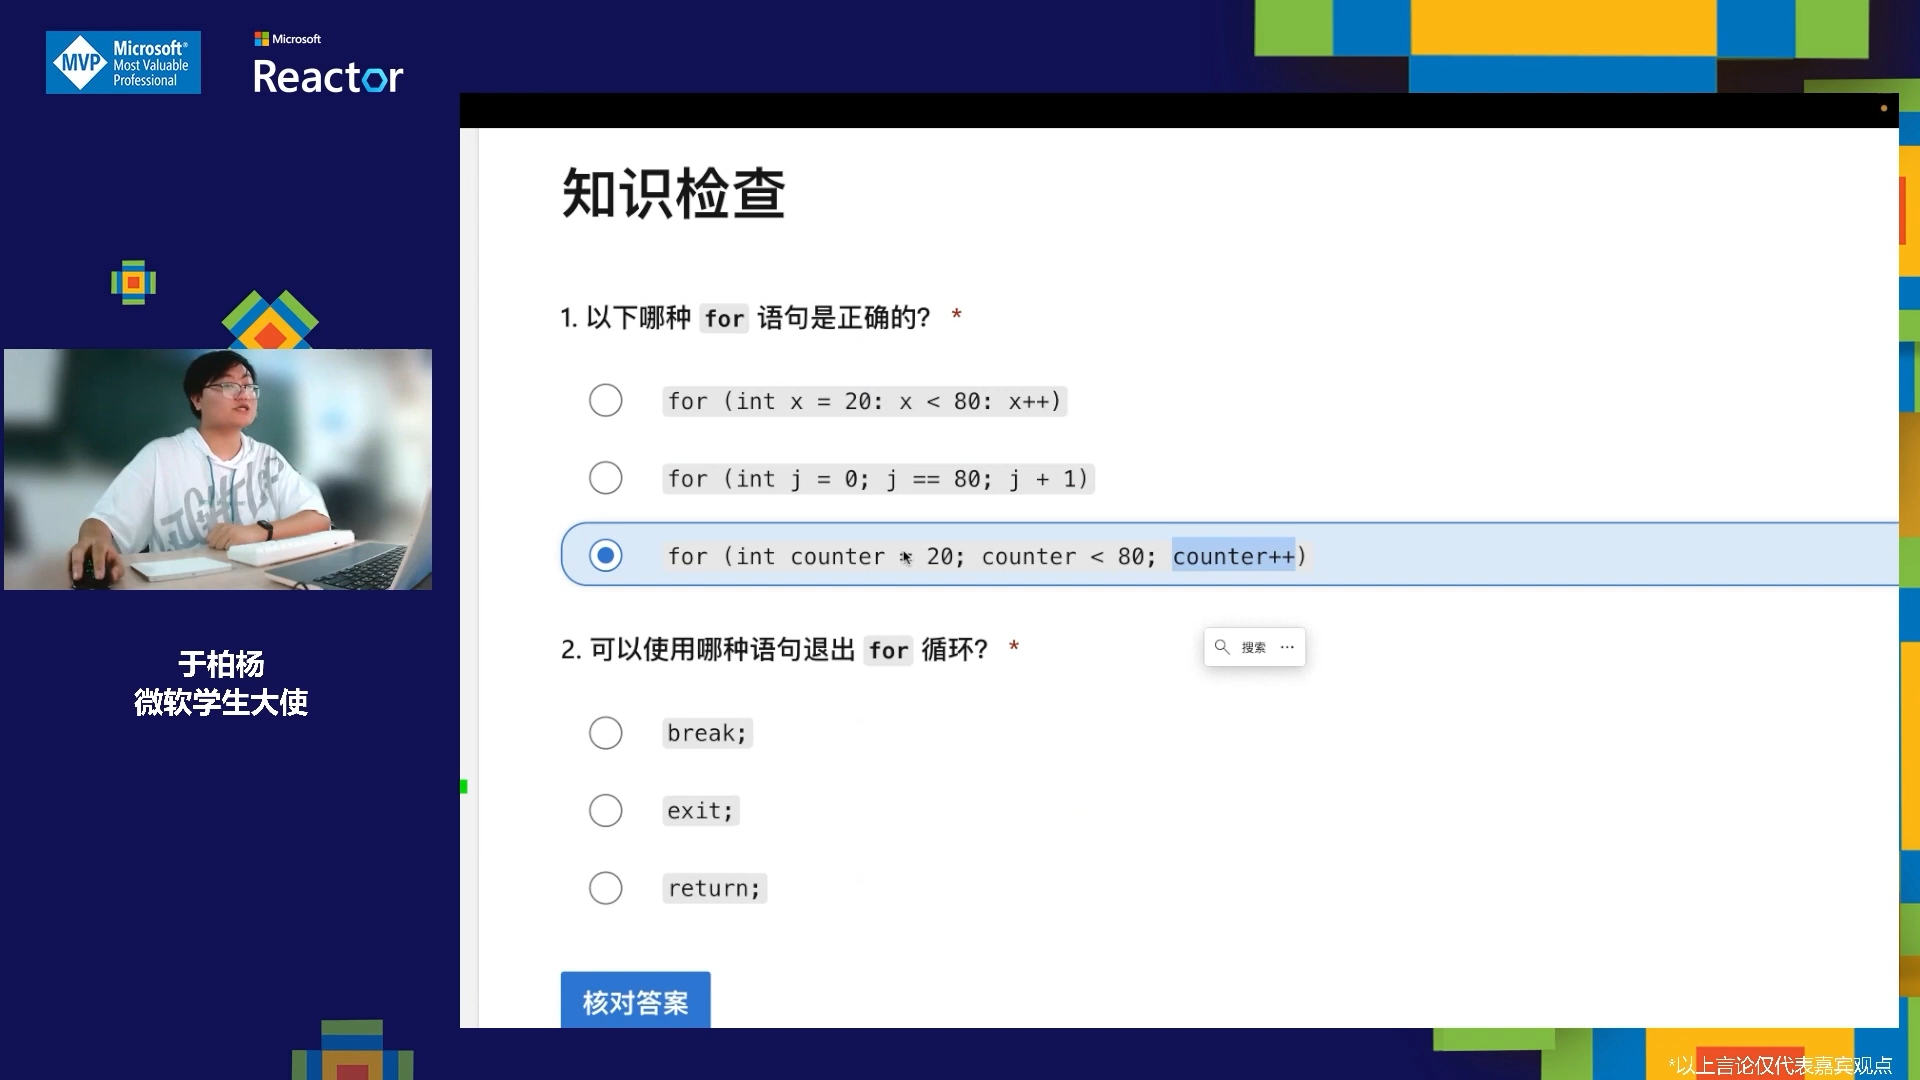 MVP
Microsoft®
Most Valuable
Professional
Microsoft
Reactor
知识检查
1. 以下哪种 for 语句是正确的? *
for (int x = 20: x < 80: x++)
for (int j = 0; j == 80; j + 1)
for (int counter = 20; counter < 80; counter++)
2. 可以使用哪种语句退出 for 循环? *
搜索 ···
break;
exit;
return;
核对答案
于柏杨
微软学生大使
*以上言论仅代表嘉宾观点